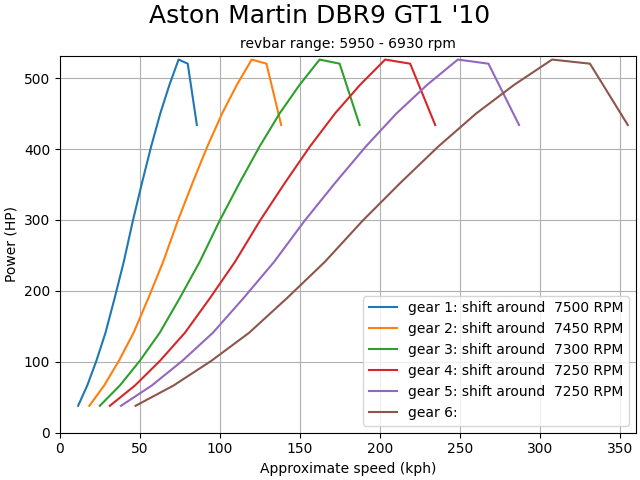 Aston Martin DBR9 GT1 '10
revbar range: 5950 - 6930 rpm
Power (HP)
500
400
300
200
100
0
gear 1: shift around  7500 RPM
gear 2: shift around  7450 RPM
gear 3: shift around  7300 RPM
gear 4: shift around  7250 RPM
gear 5: shift around  7250 RPM
gear 6:
0 50 100 150 200 250 300 350
Approximate speed (kph)